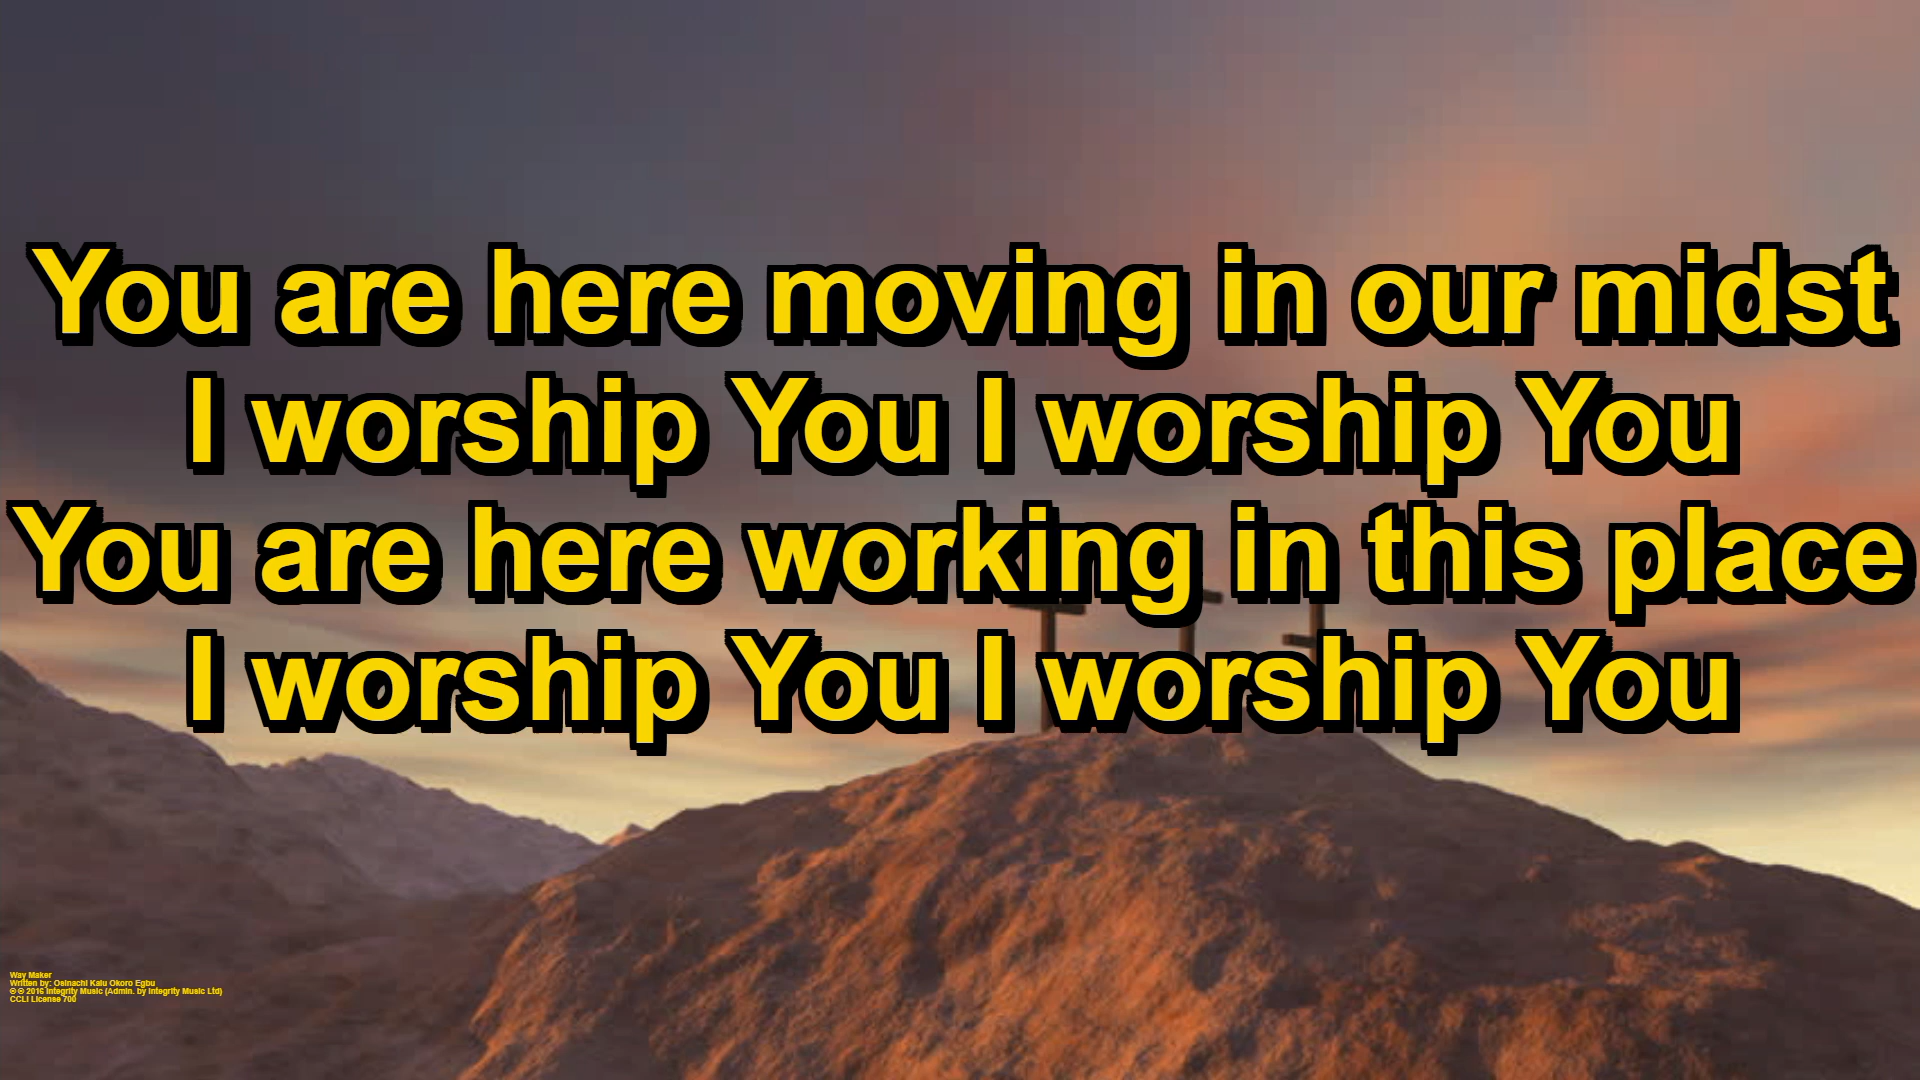 You are here moving in our midst
I worship You I worship You
You are here working in this place
I worship You I worship You
Way Maker
Written by: Osinachi Kalu Okoro Egbu
℗ © 2016 Integrity Music (Admin. by Integrity Music Ltd)
CCLI License 700